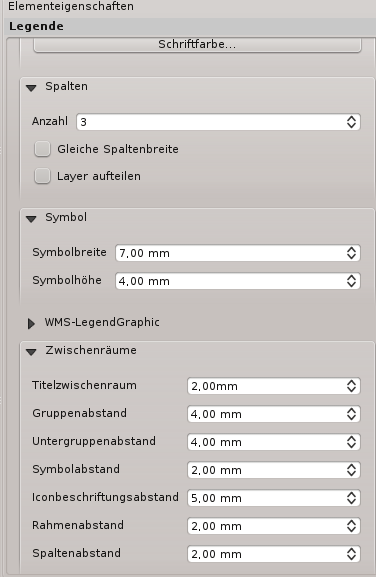 Elementeigenschaften
Legende
Schriftfarbe...
Spalten
Anzahl 3
Gleiche Spaltenbreite
Layer aufteilen
Symbol
Symbolbreite 7,00 mm
Symbolhöhe 4,00 mm
WMS-LegendGraphic
Zwischenräume
Titelzwischenraum 2,00mm
Gruppenabstand 4,00 mm
Untergruppenabstand 4,00 mm
Symbolabstand 2,00 mm
Iconbeschriftungsabstand 5,00 mm
Rahmenabstand 2,00 mm
Spaltenabstand 2,00 mm